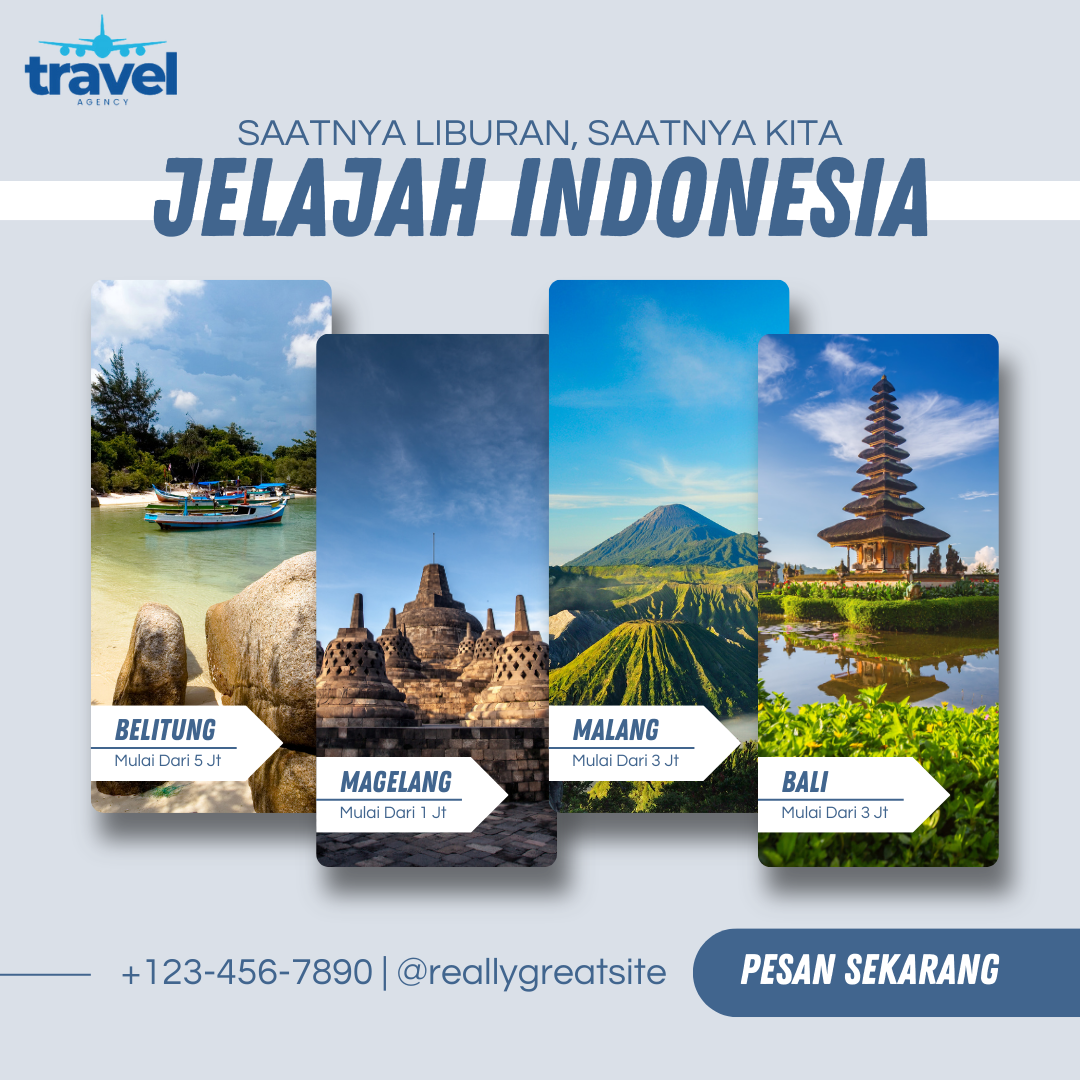 travel
AGENCY
SAATNYA LIBURAN, SAATNYA KITA
JELAJAH INDONESIA
BELITUNG
Mulai Dari 5 Jt
MAGELANG
Mulai Dari 1 Jt
MALANG
Mulai Dari 3 Jt
BALI
Mulai Dari 3 Jt
+123-456-7890 | @reallygreatsite
PESAN SEKARANG